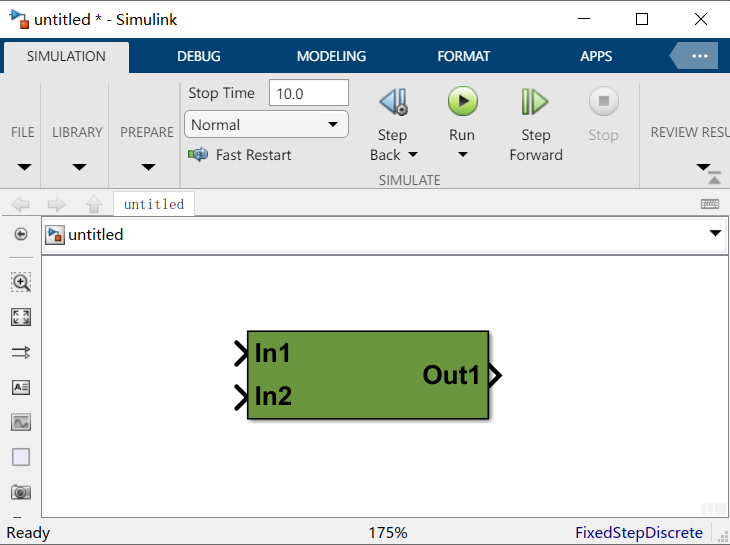 untitled * - Simulink
SIMULATION DEBUG MODELING FORMAT APPS ...
Stop Time 10.0
FILE LIBRARY PREPARE Normal Step Back Run Step Forward Stop REVIEW RESU
Fast Restart
SIMULATE
untitled
untitled
In1
In2
Out1
Ready 175% FixedStepDiscrete